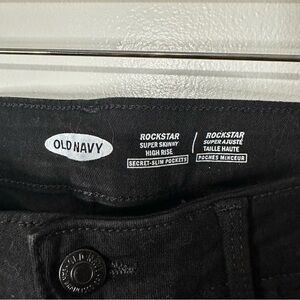 OLD NAVY
ROCKSTAR
SUPER SKINNY
HIGH RISE
SECRET-SLIM POCKETS
ROCKSTAR
SUPER AJUSTÉ
TAILLE HAUTE
POCHES MINCEUR